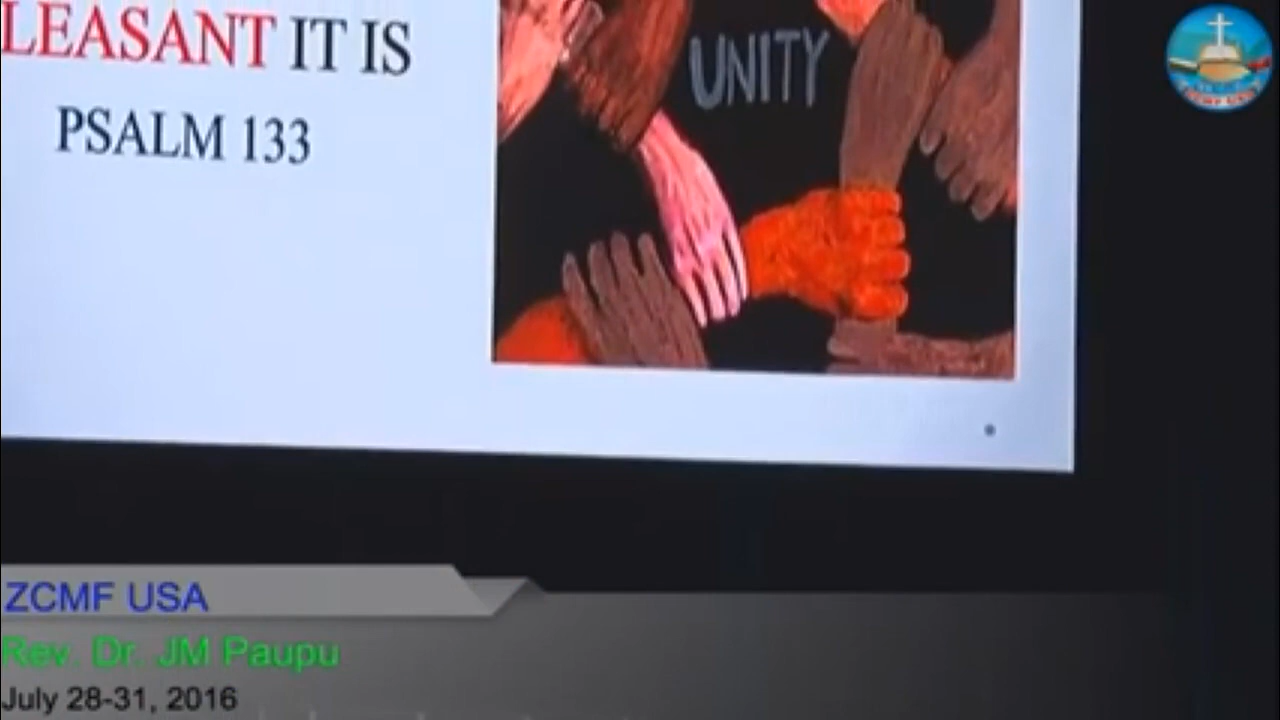 LEASANT IT IS
PSALM 133
UNITY
ZCMF USA
Rev. Dr. JM Paupu
July 28-31, 2016